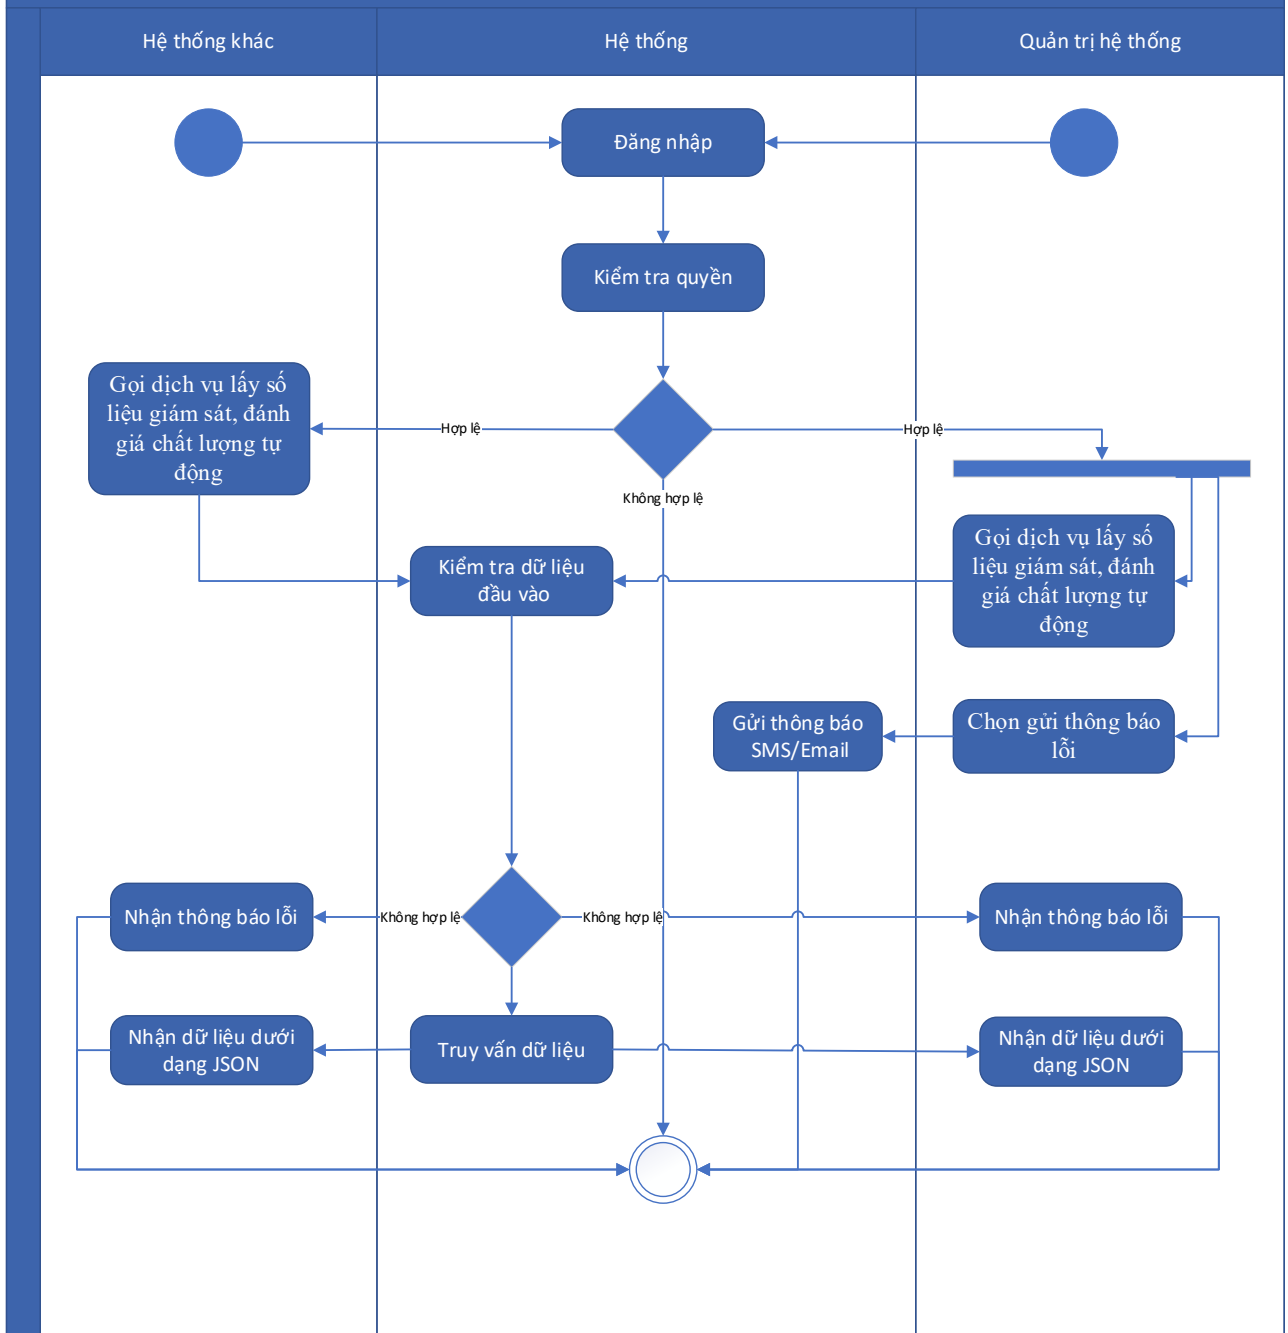 Hệ thống khác
Hệ thống
Quản trị hệ thống
Đăng nhập
Kiểm tra quyền
Gọi dịch vụ lấy số
liệu giám sát, đánh
giá chất lượng tự
động
Hợp lệ
Hợp lệ
Không hợp lệ
Kiểm tra dữ liệu
đầu vào
Gọi dịch vụ lấy số
liệu giám sát, đánh
giá chất lượng tự
động
Gửi thông báo
SMS/Email
Chọn gửi thông báo
lỗi
Nhận thông báo lỗi
Không hợp lệ
Không hợp lệ
Nhận thông báo lỗi
Nhận dữ liệu dưới
dạng JSON
Truy vấn dữ liệu
Nhận dữ liệu dưới
dạng JSON